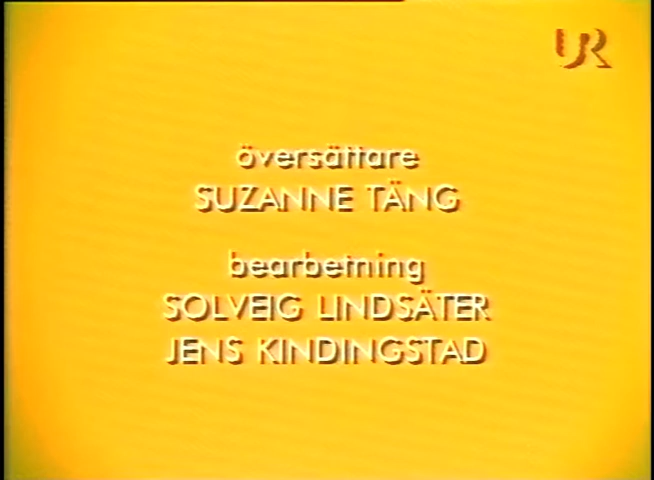 UR
översättare
SUZANNE TÄNG
bearbetning
SOLVEIG LINDSÄTER
JENS KINDINGSTAD